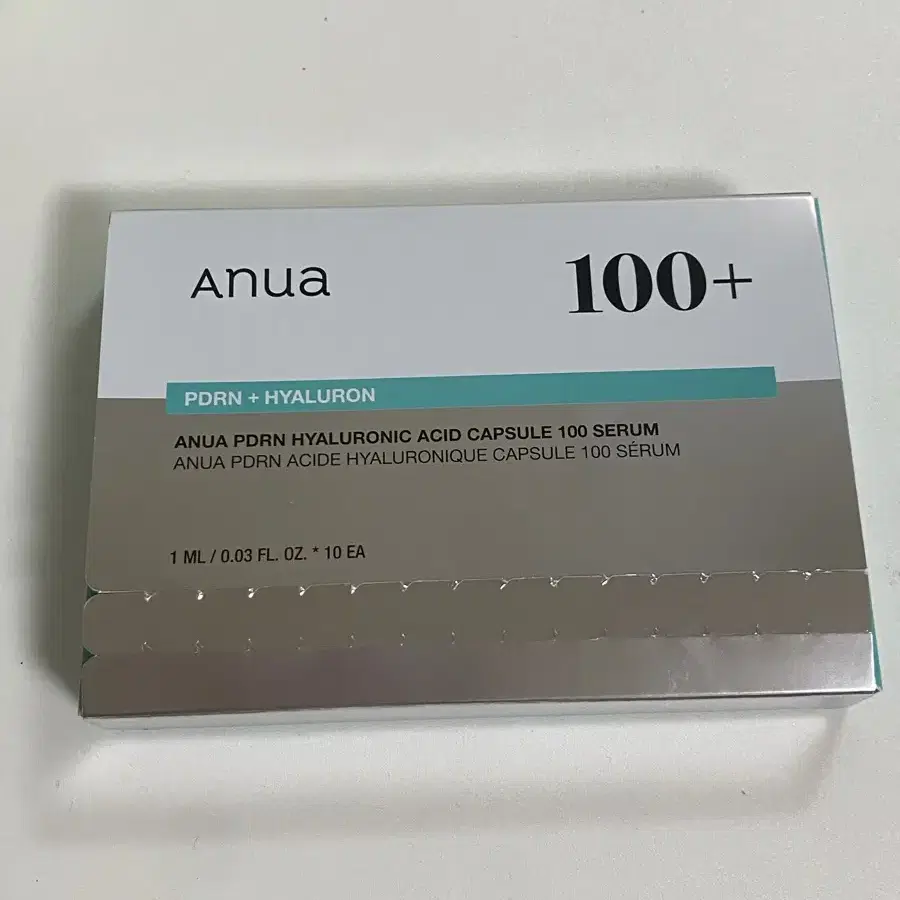 Anua
100+
PDRN + HYALURON
ANUA PDRN HYALURONIC ACID CAPSULE 100 SERUM
ANUA PDRN ACIDE HYALURONIQUE CAPSULE 100 SÉRUM
1 ML / 0.03 FL. OZ. * 10 EA